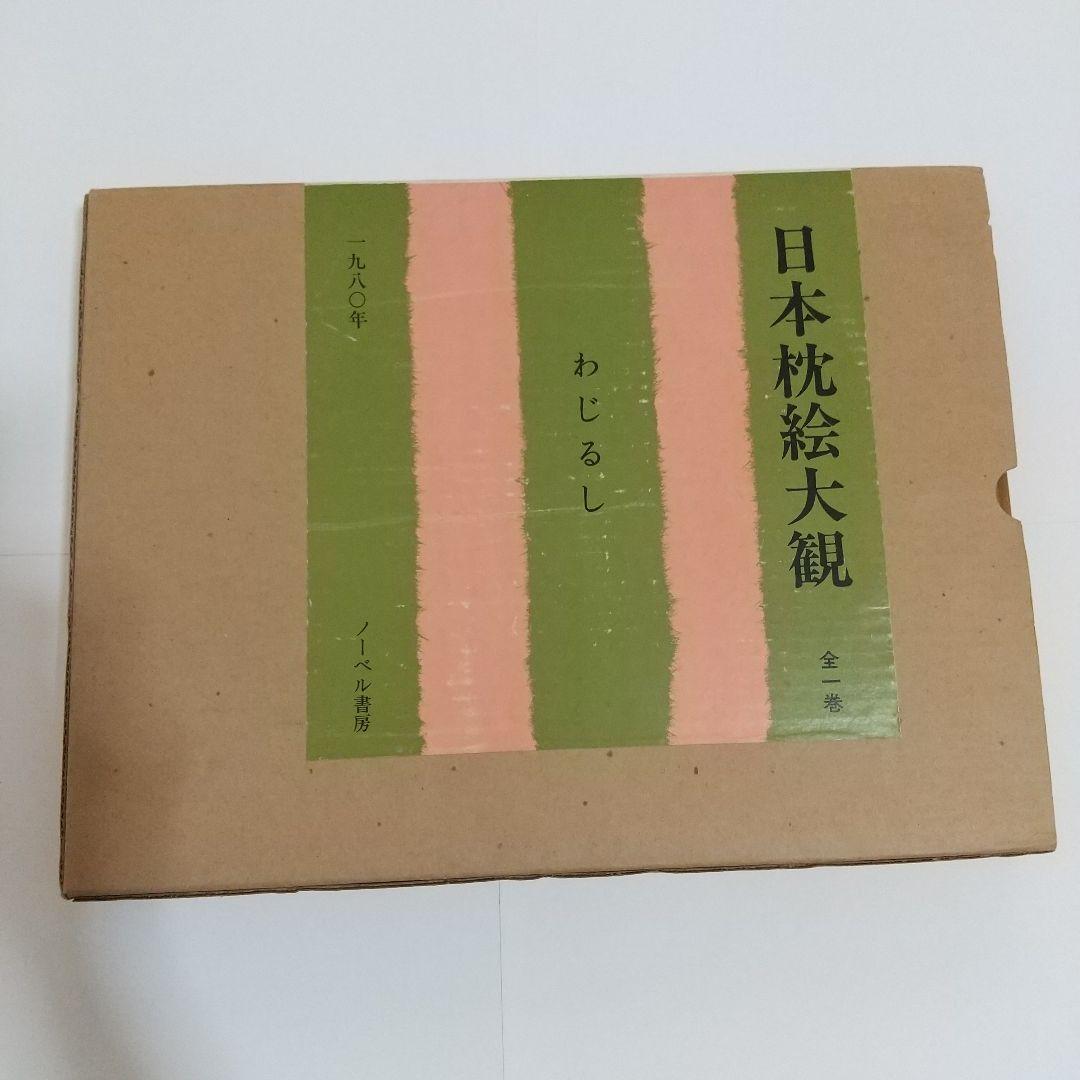 日本枕絵大観
全一巻
わじるし
一九八〇年
ノーベル書房